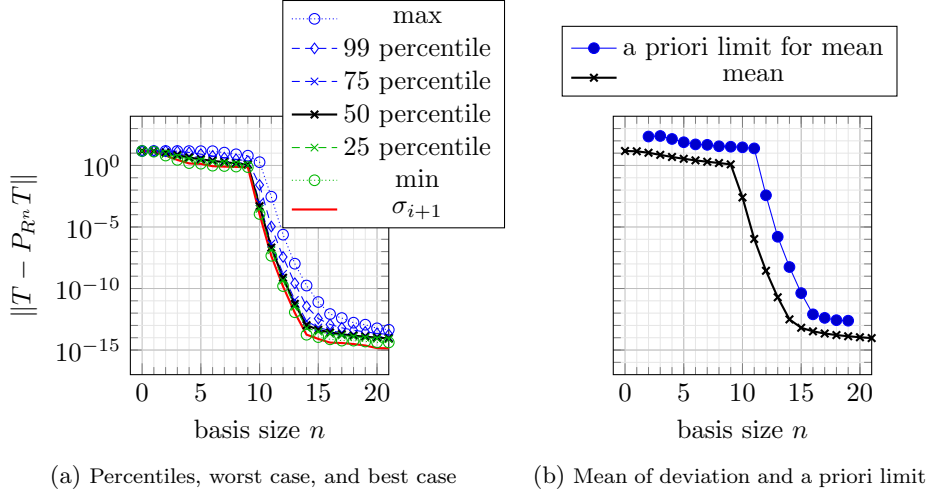 max
99 percentile
75 percentile
50 percentile
25 percentile
min
σ_{i+1}
10^0
10^{-5}
10^{-10}
10^{-15}
‖T − P_{R^n}T‖
0 5 10 15 20
basis size n
(a) Percentiles, worst case, and best case
a priori limit for mean
mean
0 10 20
basis size n
(b) Mean of deviation and a priori limit